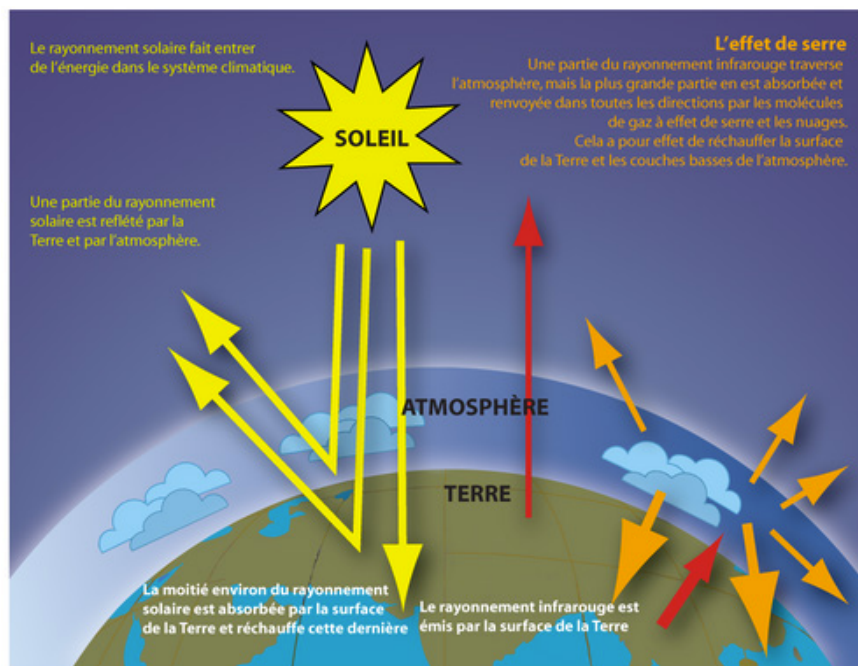 Le rayonnement solaire fait entrer
de l'énergie dans le système climatique.
L'effet de serre
Une partie du rayonnement infrarouge traverse
l'atmosphère, mais la plus grande partie en est absorbée et
renvoyée dans toutes les directions par les molécules
de gaz à effet de serre et les nuages.
Cela a pour effet de réchauffer la surface
de la Terre et les couches basses de l'atmosphère.
SOLEIL
Une partie du rayonnement
solaire est reflété par la
Terre et par l'atmosphère.
ATMOSPHÈRE
TERRE
La moitié environ du rayonnement
solaire est absorbée par la surface
de la Terre et réchauffe cette dernière
Le rayonnement infrarouge est
émis par la surface de la Terre